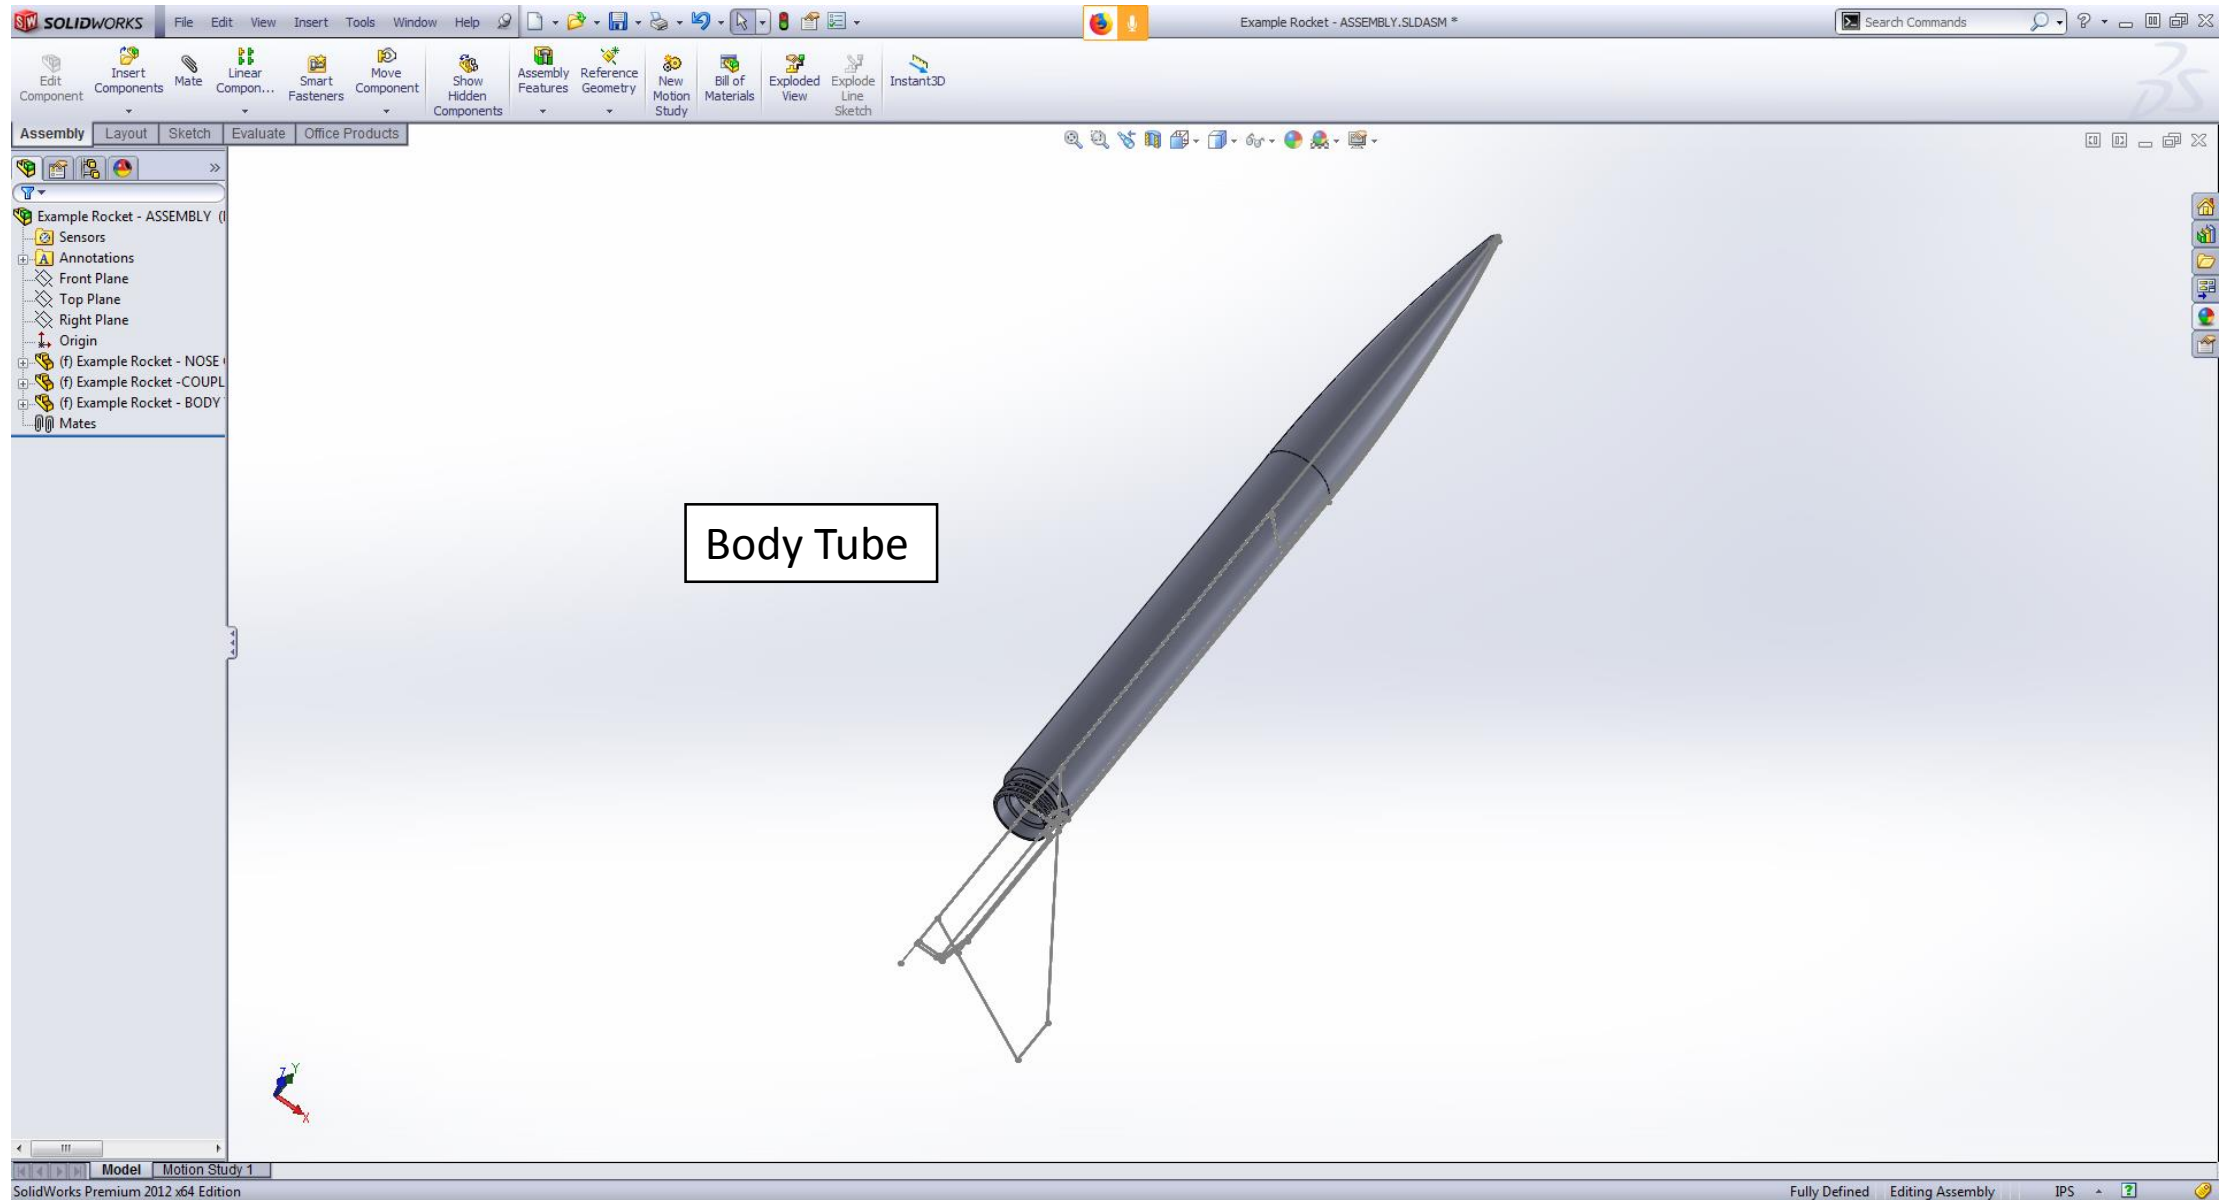 SOLIDWORKS File Edit View Insert Tools Window Help Example Rocket - ASSEMBLY.SLDASM * Search Commands
Edit Component
Insert Components
Mate
Linear Compon...
Smart Fasteners
Move Component
Show Hidden Components
Assembly Features
Reference Geometry
New Motion Study
Bill of Materials
Exploded View
Explode Line Sketch
Instant3D
Assembly Layout Sketch Evaluate Office Products
Example Rocket - ASSEMBLY (
Sensors
Annotations
Front Plane
Top Plane
Right Plane
Origin
(f) Example Rocket - NOSE
(f) Example Rocket -COUPL
(f) Example Rocket - BODY
Mates
Body Tube
Z Y
X
Model Motion Study 1
SolidWorks Premium 2012 x64 Edition Fully Defined Editing Assembly IPS